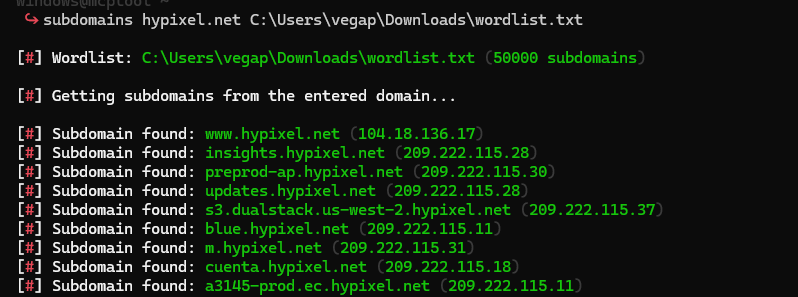 windows@mcptool ~
↪ subdomains hypixel.net C:\Users\vegap\Downloads\wordlist.txt
[#] Wordlist: C:\Users\vegap\Downloads\wordlist.txt (50000 subdomains)
[#] Getting subdomains from the entered domain...
[#] Subdomain found: www.hypixel.net (104.18.136.17)
[#] Subdomain found: insights.hypixel.net (209.222.115.28)
[#] Subdomain found: preprod-ap.hypixel.net (209.222.115.30)
[#] Subdomain found: updates.hypixel.net (209.222.115.28)
[#] Subdomain found: s3.dualstack.us-west-2.hypixel.net (209.222.115.37)
[#] Subdomain found: blue.hypixel.net (209.222.115.11)
[#] Subdomain found: m.hypixel.net (209.222.115.31)
[#] Subdomain found: cuenta.hypixel.net (209.222.115.18)
[#] Subdomain found: a3145-prod.ec.hypixel.net (209.222.115.11)